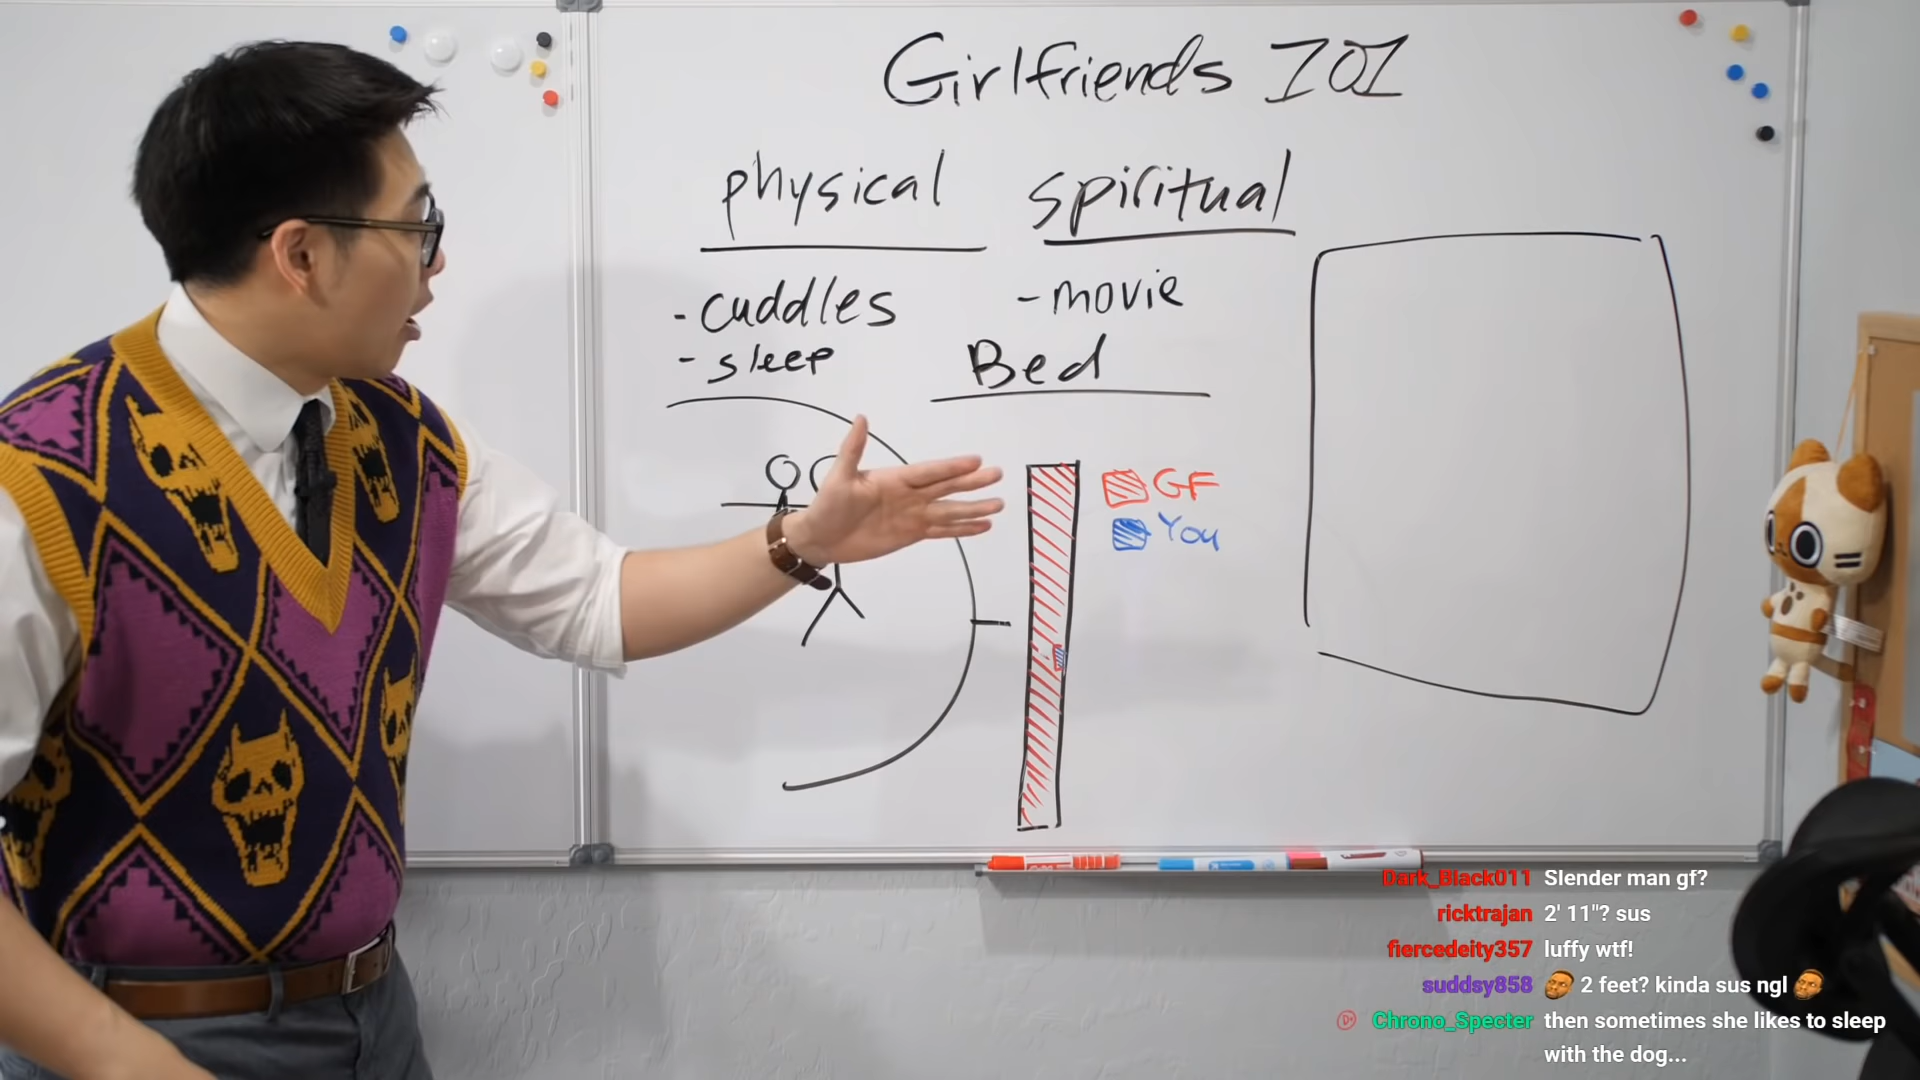 Girlfriends 101
physical
spiritual
- cuddles
- sleep
- movie
Bed
GF
You
Dark_Black011 Slender man gf?
ricktrajan 2' 11"? sus
fiercedeity357 luffy wtf!
suddsy858 2 feet? kinda sus ngl
Chrono_Specter then sometimes she likes to sleep
with the dog...